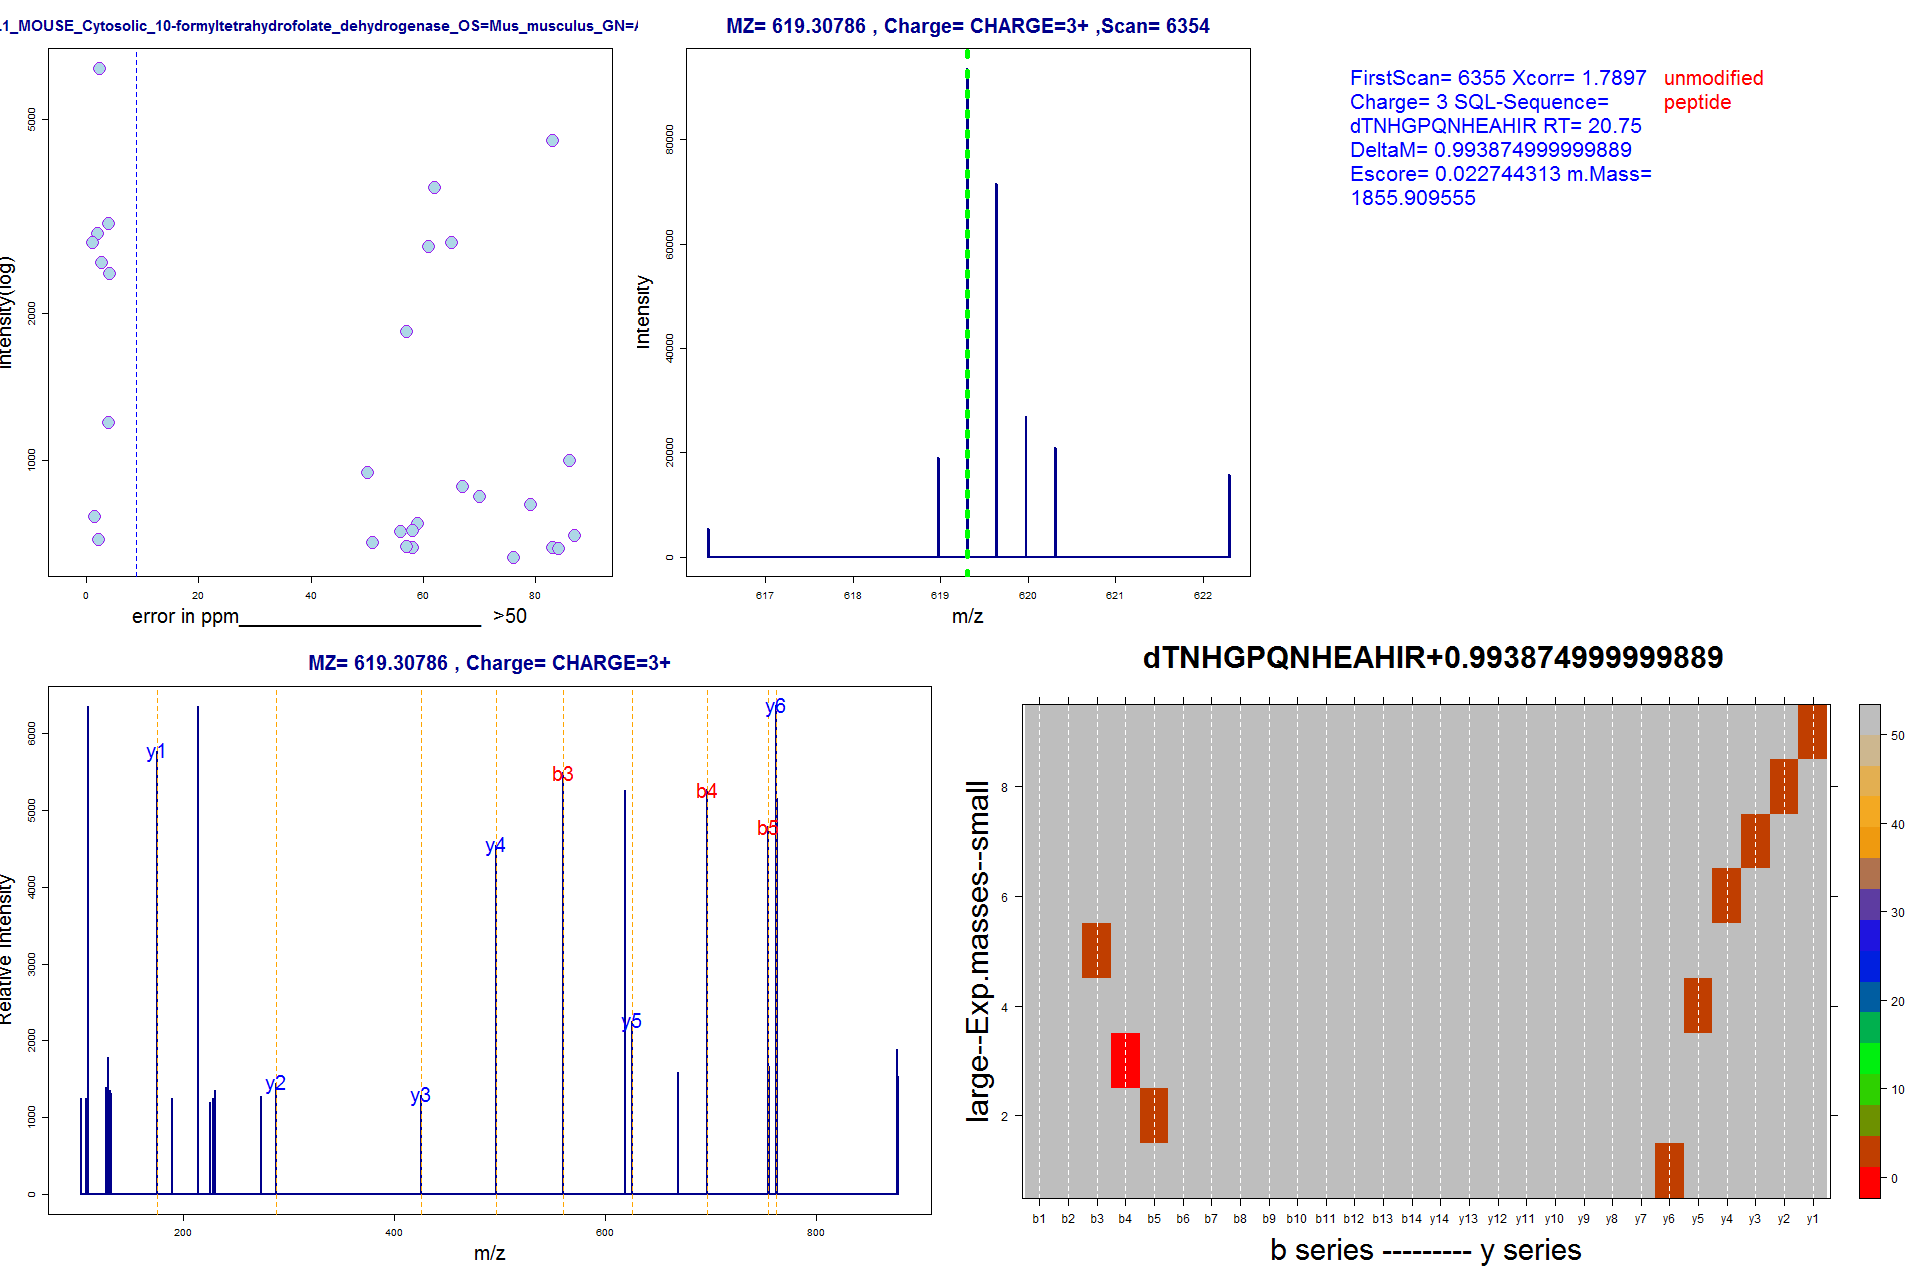 .1_MOUSE_Cytosolic_10-formyltetrahydrofolate_dehydrogenase_OS=Mus_musculus_GN=A
Intensity(log)
5000
2000
1000
0 20 40 60 80
error in ppm______________________ >50
MZ= 619.30786 , Charge= CHARGE=3+ ,Scan= 6354
Intensity
80000
60000
40000
20000
0
617 618 619 620 621 622
m/z
FirstScan= 6355 Xcorr= 1.7897
Charge= 3 SQL-Sequence=
dTNHGPQNHEAHIR RT= 20.75
DeltaM= 0.993874999999889
Escore= 0.022744313 m.Mass=
1855.909555
unmodified
peptide
MZ= 619.30786 , Charge= CHARGE=3+
Relative Intensity
6000
5000
4000
3000
2000
1000
0
y1
y2
y3
y4
b3
y5
b4
b5
y6
200 400 600 800
m/z
dTNHGPQNHEAHIR+0.993874999999889
large--Exp.masses--small
8
6
4
2
b1 b2 b3 b4 b5 b6 b7 b8 b9 b10 b11 b12 b13 b14 y14 y13 y12 y11 y10 y9 y8 y7 y6 y5 y4 y3 y2 y1
b series --------- y series
50
40
30
20
10
0